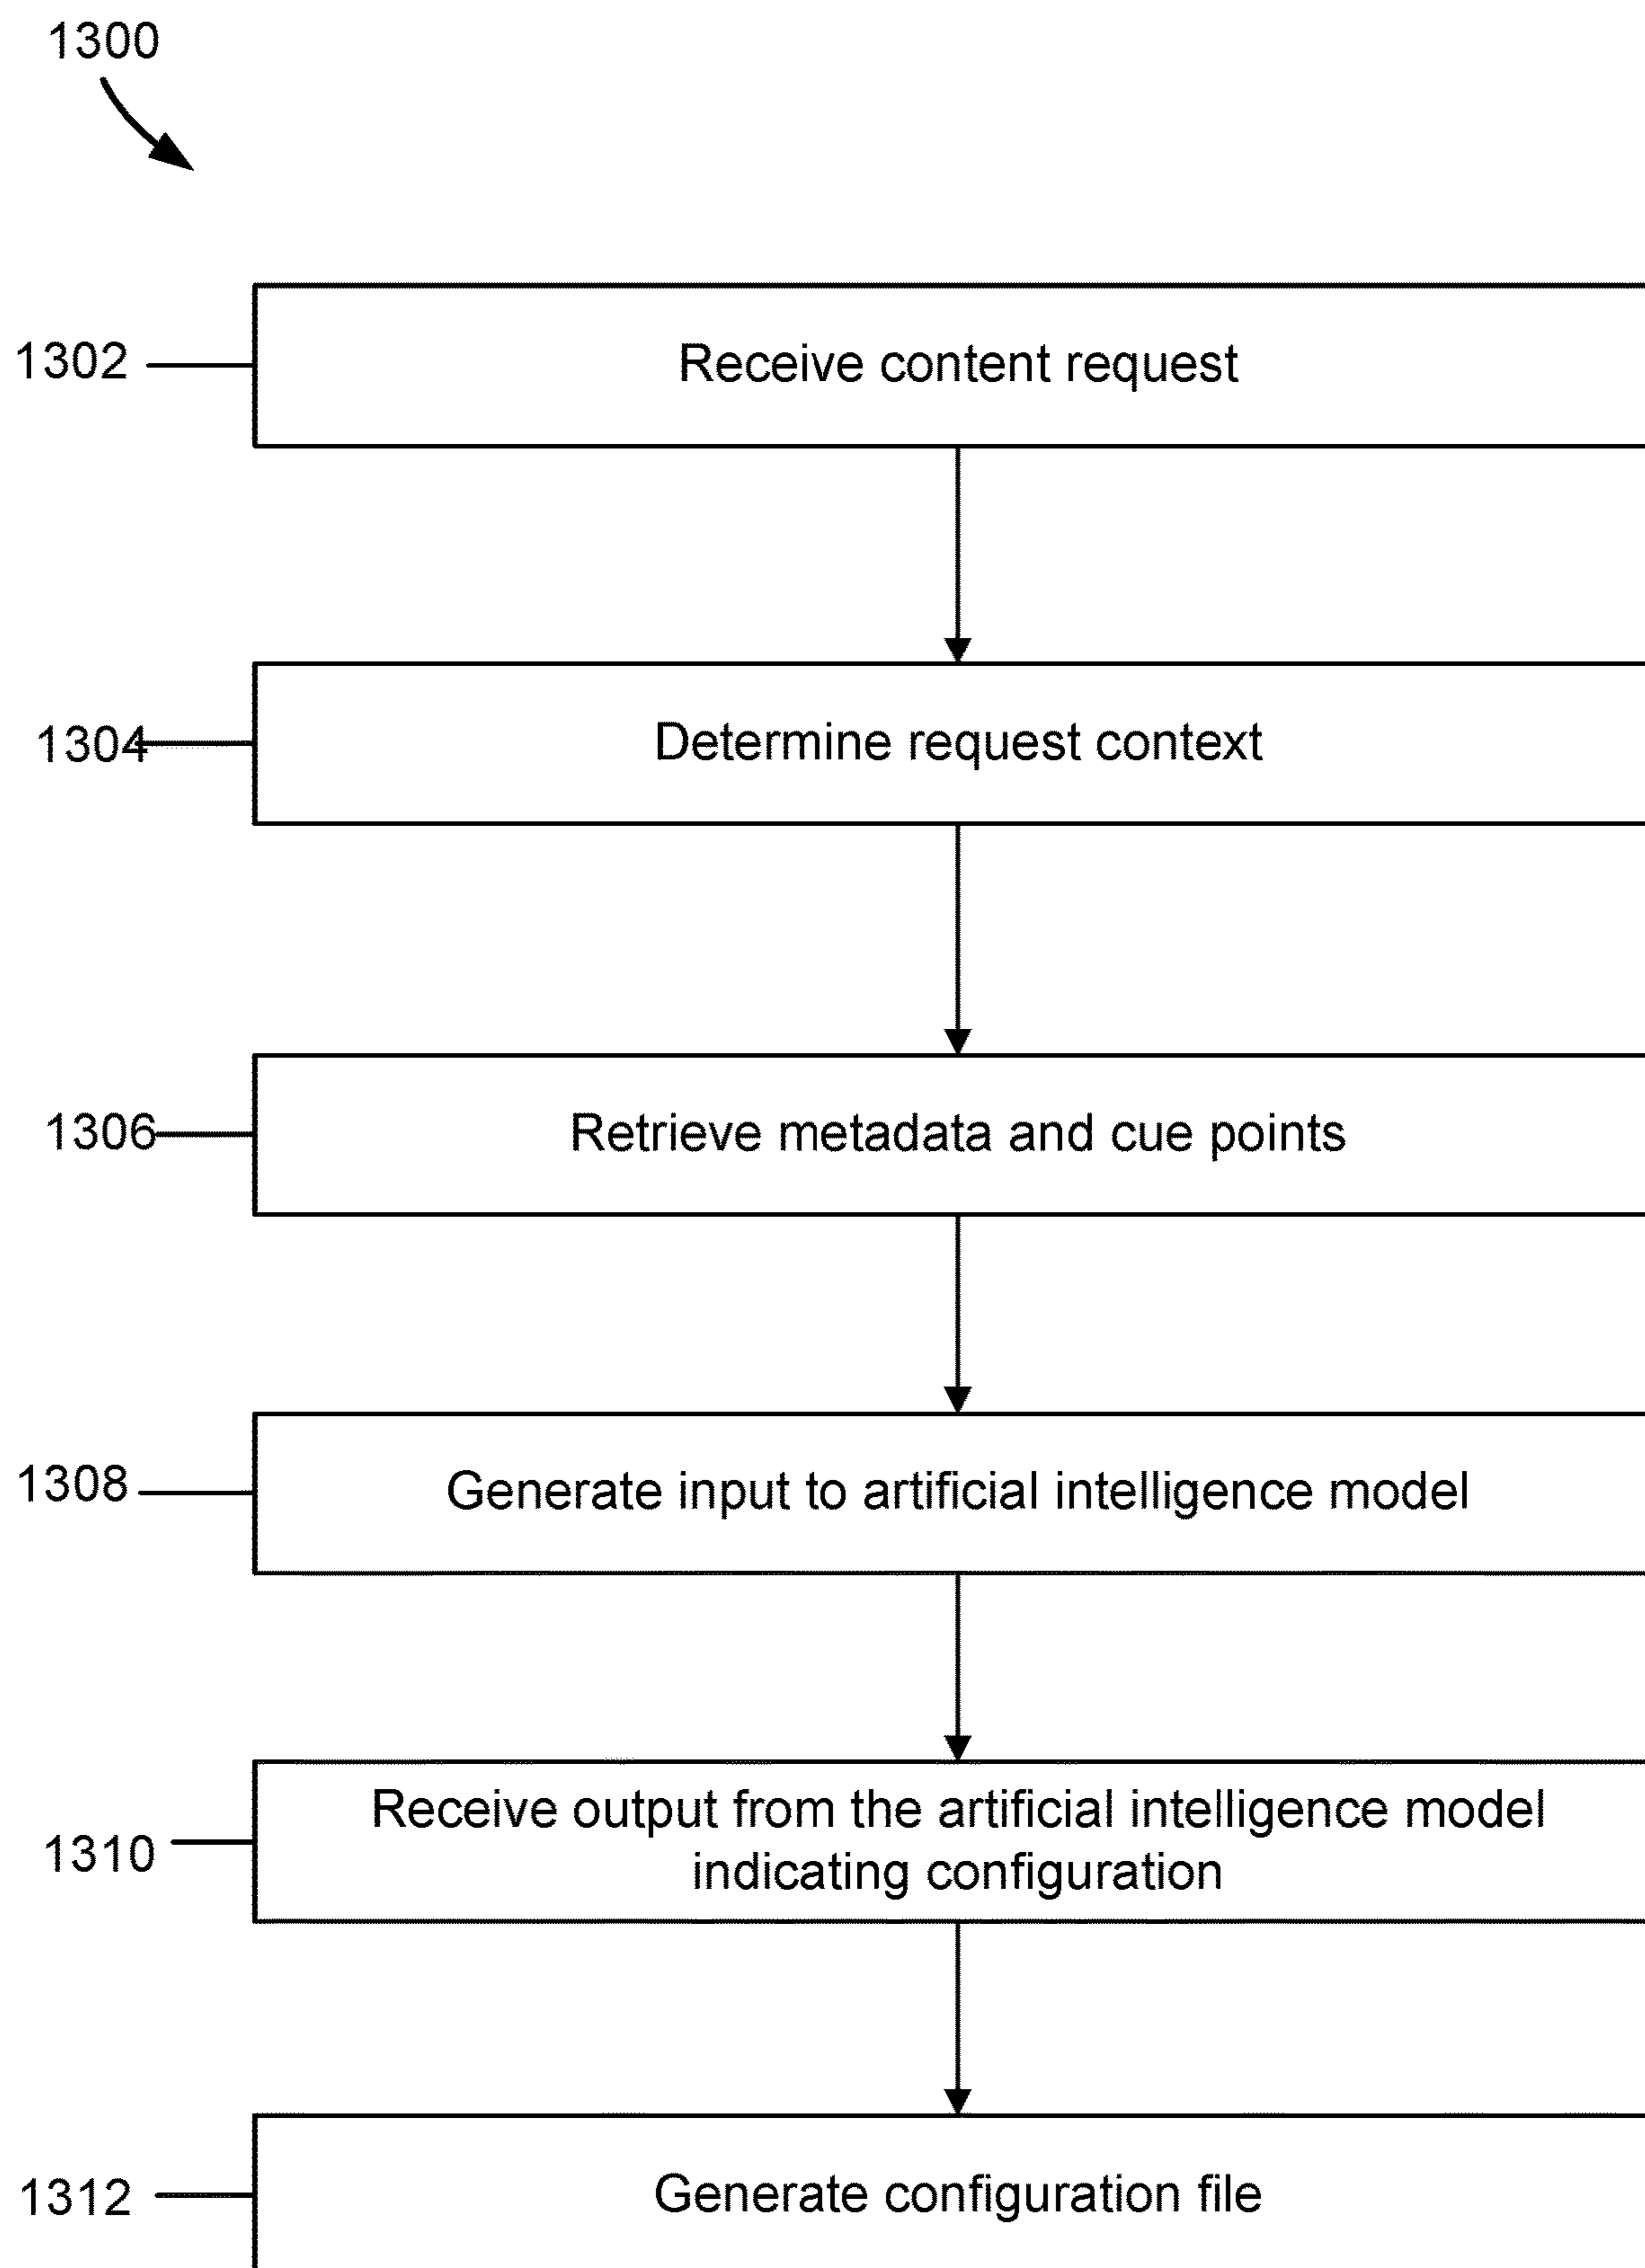 1300
1302
Receive content request
1304
Determine request context
1306
Retrieve metadata and cue points
1308
Generate input to artificial intelligence model
1310
Receive output from the artificial intelligence model
indicating configuration
1312
Generate configuration file